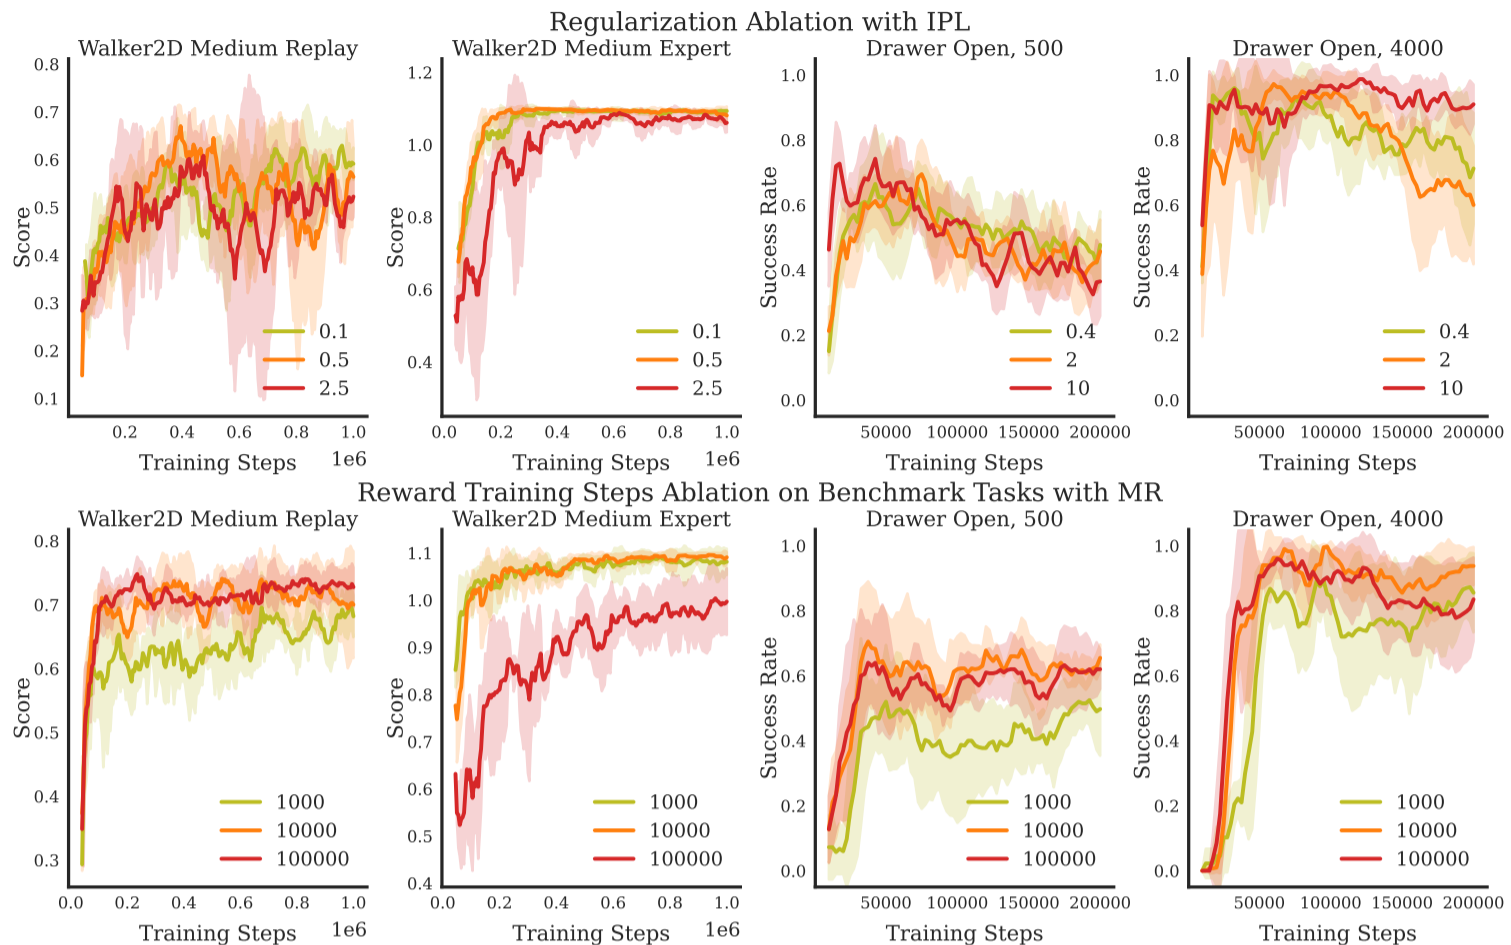 Regularization Ablation with IPL
Walker2D Medium Replay
Score
0.8
0.7
0.6
0.5
0.4
0.3
0.2
0.1
0.1
0.5
2.5
0.2 0.4 0.6 0.8 1.0
Training Steps 1e6
Walker2D Medium Expert
Score
1.2
1.0
0.8
0.6
0.4
0.1
0.5
2.5
0.0 0.2 0.4 0.6 0.8 1.0
Training Steps 1e6
Drawer Open, 500
Success Rate
1.0
0.8
0.6
0.4
0.2
0.0
0.4
2
10
50000 100000 150000 200000
Training Steps
Drawer Open, 4000
Success Rate
1.0
0.8
0.6
0.4
0.2
0.0
0.4
2
10
50000 100000 150000 200000
Training Steps
Reward Training Steps Ablation on Benchmark Tasks with MR
Walker2D Medium Replay
Score
0.8
0.7
0.6
0.5
0.4
0.3
1000
10000
100000
0.0 0.2 0.4 0.6 0.8 1.0
Training Steps 1e6
Walker2D Medium Expert
Score
1.1
1.0
0.9
0.8
0.7
0.6
0.5
0.4
1000
10000
100000
0.0 0.2 0.4 0.6 0.8 1.0
Training Steps 1e6
Drawer Open, 500
Success Rate
1.0
0.8
0.6
0.4
0.2
0.0
1000
10000
100000
50000 100000 150000 200000
Training Steps
Drawer Open, 4000
Success Rate
1.0
0.8
0.6
0.4
0.2
0.0
1000
10000
100000
50000 100000 150000 200000
Training Steps